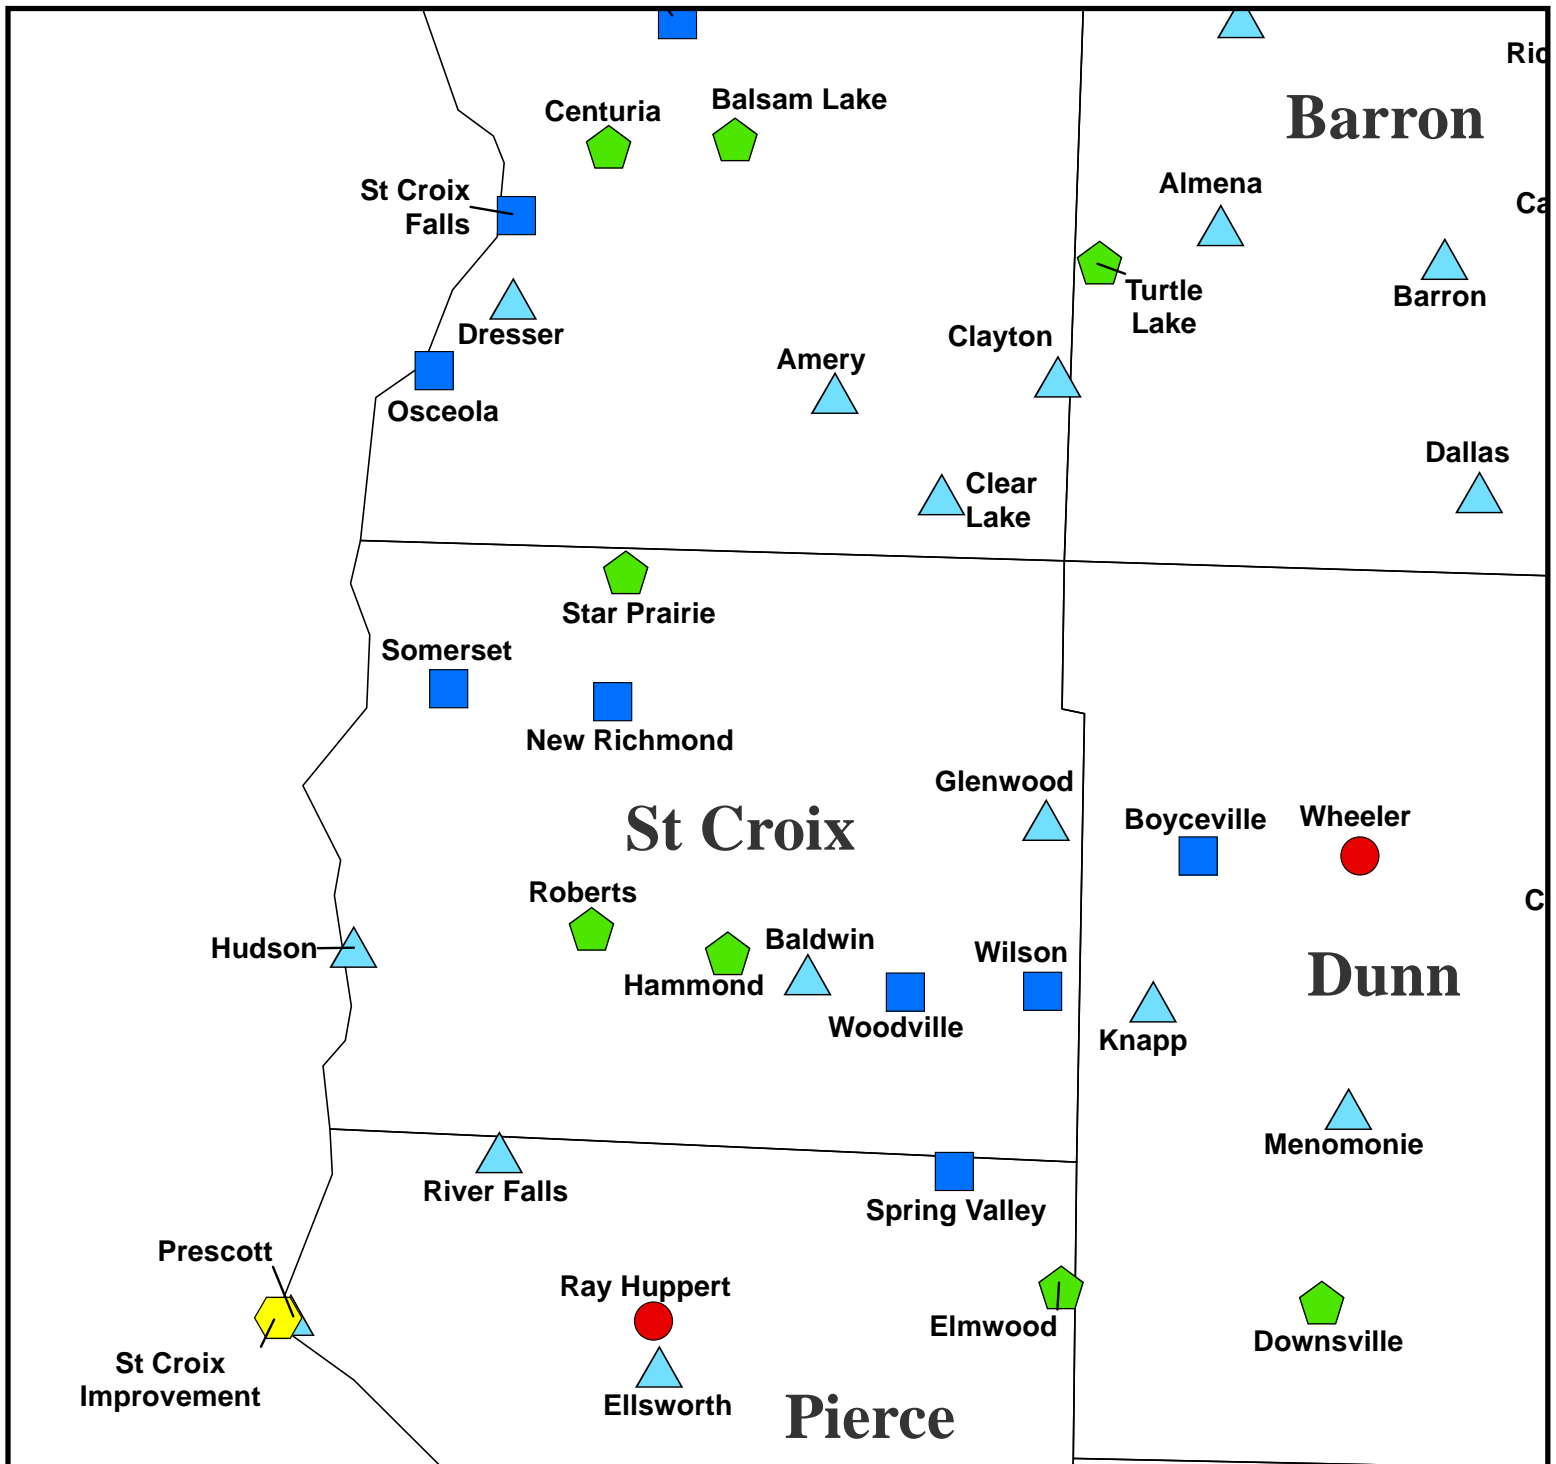 Ric
Balsam Lake
Centuria
Barron
Almena
St Croix
Falls
Ca
Turtle
Lake
Barron
Dresser
Clayton
Amery
Osceola
Dallas
Clear
Lake
Star Prairie
Somerset
New Richmond
Glenwood
St Croix
Boyceville
Wheeler
Roberts
C
Hudson
Baldwin
Wilson
Hammond
Dunn
Woodville
Knapp
Menomonie
River Falls
Spring Valley
Prescott
Ray Huppert
Elmwood
Downsville
St Croix
Improvement
Ellsworth
Pierce